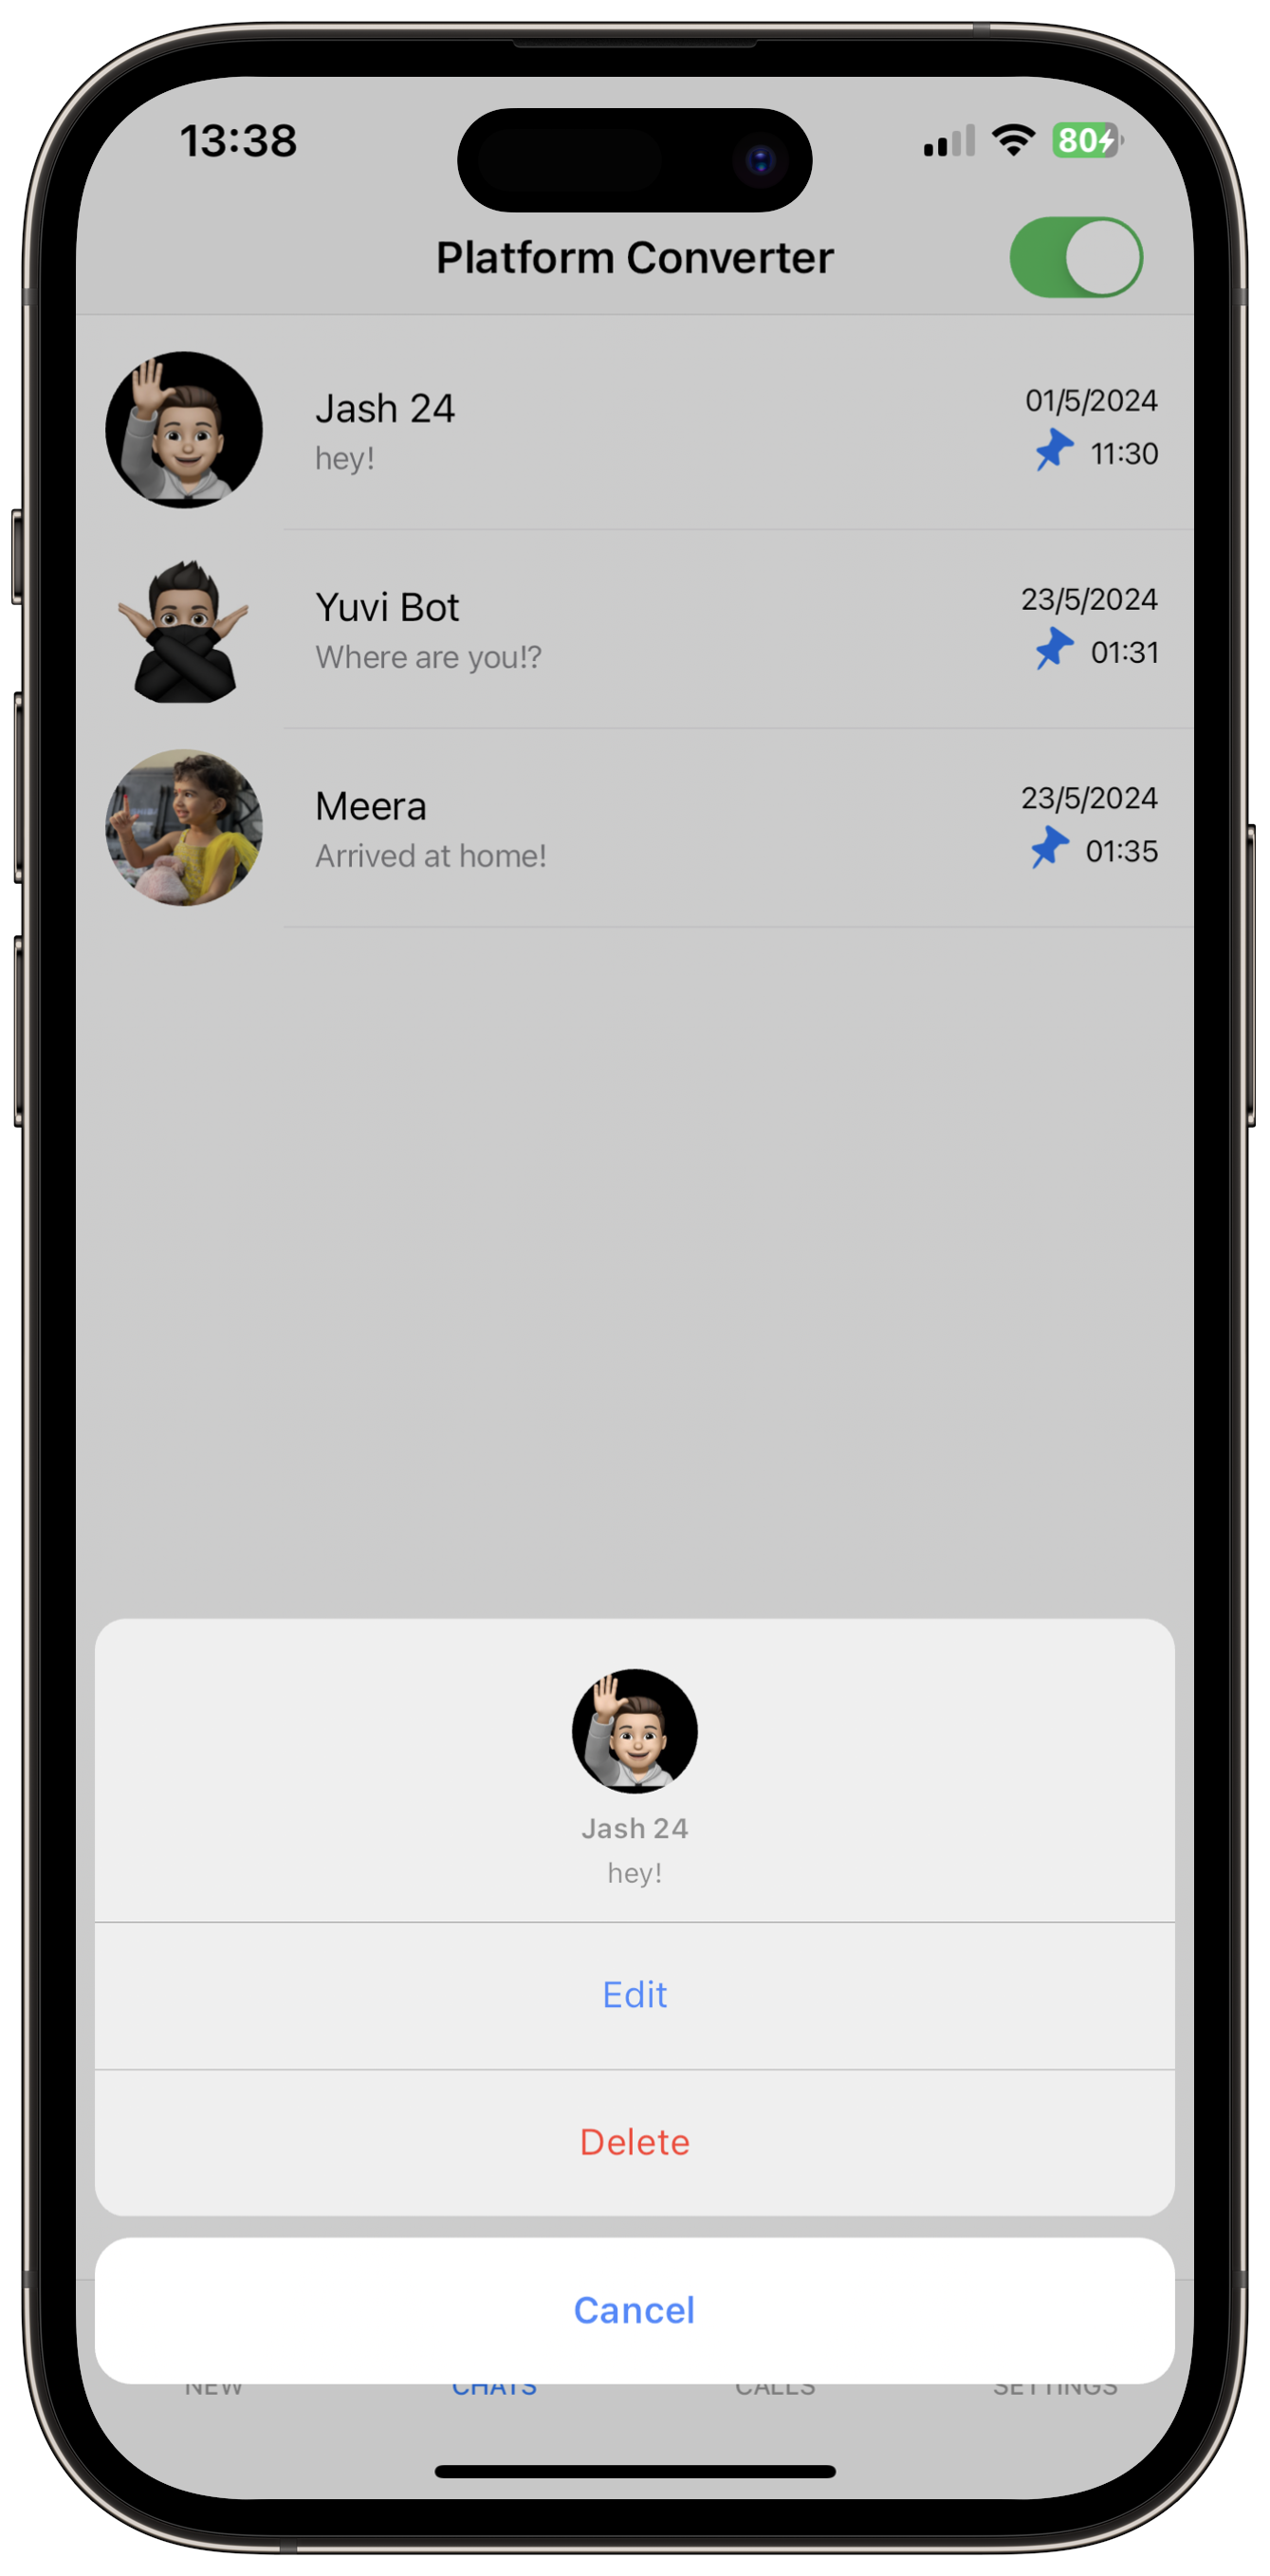 13:38
80
Platform Converter
Jash 24
01/5/2024
hey!
11:30
Yuvi Bot
23/5/2024
Where are you!?
01:31
Meera
23/5/2024
Arrived at home!
01:35
Jash 24
hey!
Edit
Delete
Cancel
NEW CHATS CALLS SETTINGS